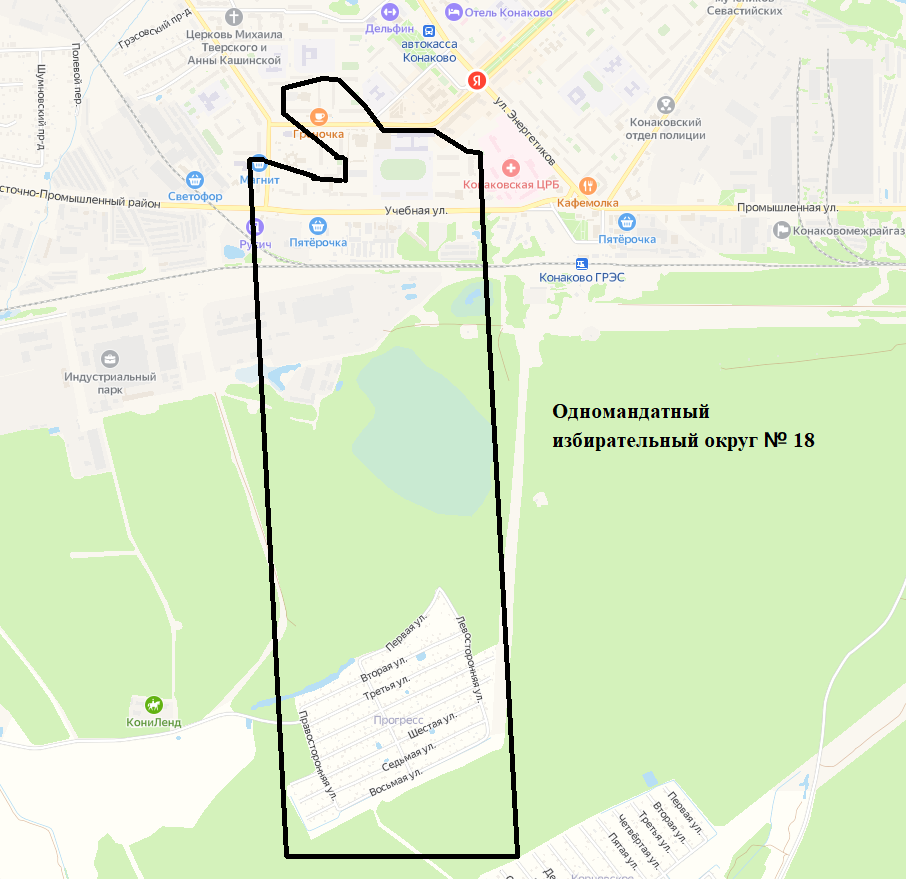 мучеников
Севастийских
Отель Конаково
Грэсовский пр-д
Дельфин
Церковь Михаила
Тверского и
Анны Кашинской
автокасса
Конаково
Полевой пер.
Шумновский пр-д
Я
ул. Энергетиков
Конаковский
отдел полиции
Конаковская ЦРБ
Магнит
Светофор
Кафемолка
сточно-Промышленный район
Учебная ул.
Промышленная ул.
Русич
Пятёрочка
Пятёрочка
Конаковомежрайгаз,
Конаково ГРЭС
Индустриальный
парк
Одномандатный
избирательный округ № 18
Первая ул.
Левосторонняя ул.
Вторая ул.
Третья ул.
Прогресс
Шестая ул.
Правосторонняя ул.
Седьмая ул.
Восьмая ул.
КониЛенд
Первая ул.
Вторая ул.
Третья ул.
Четвёртая ул.
Пятая ул.